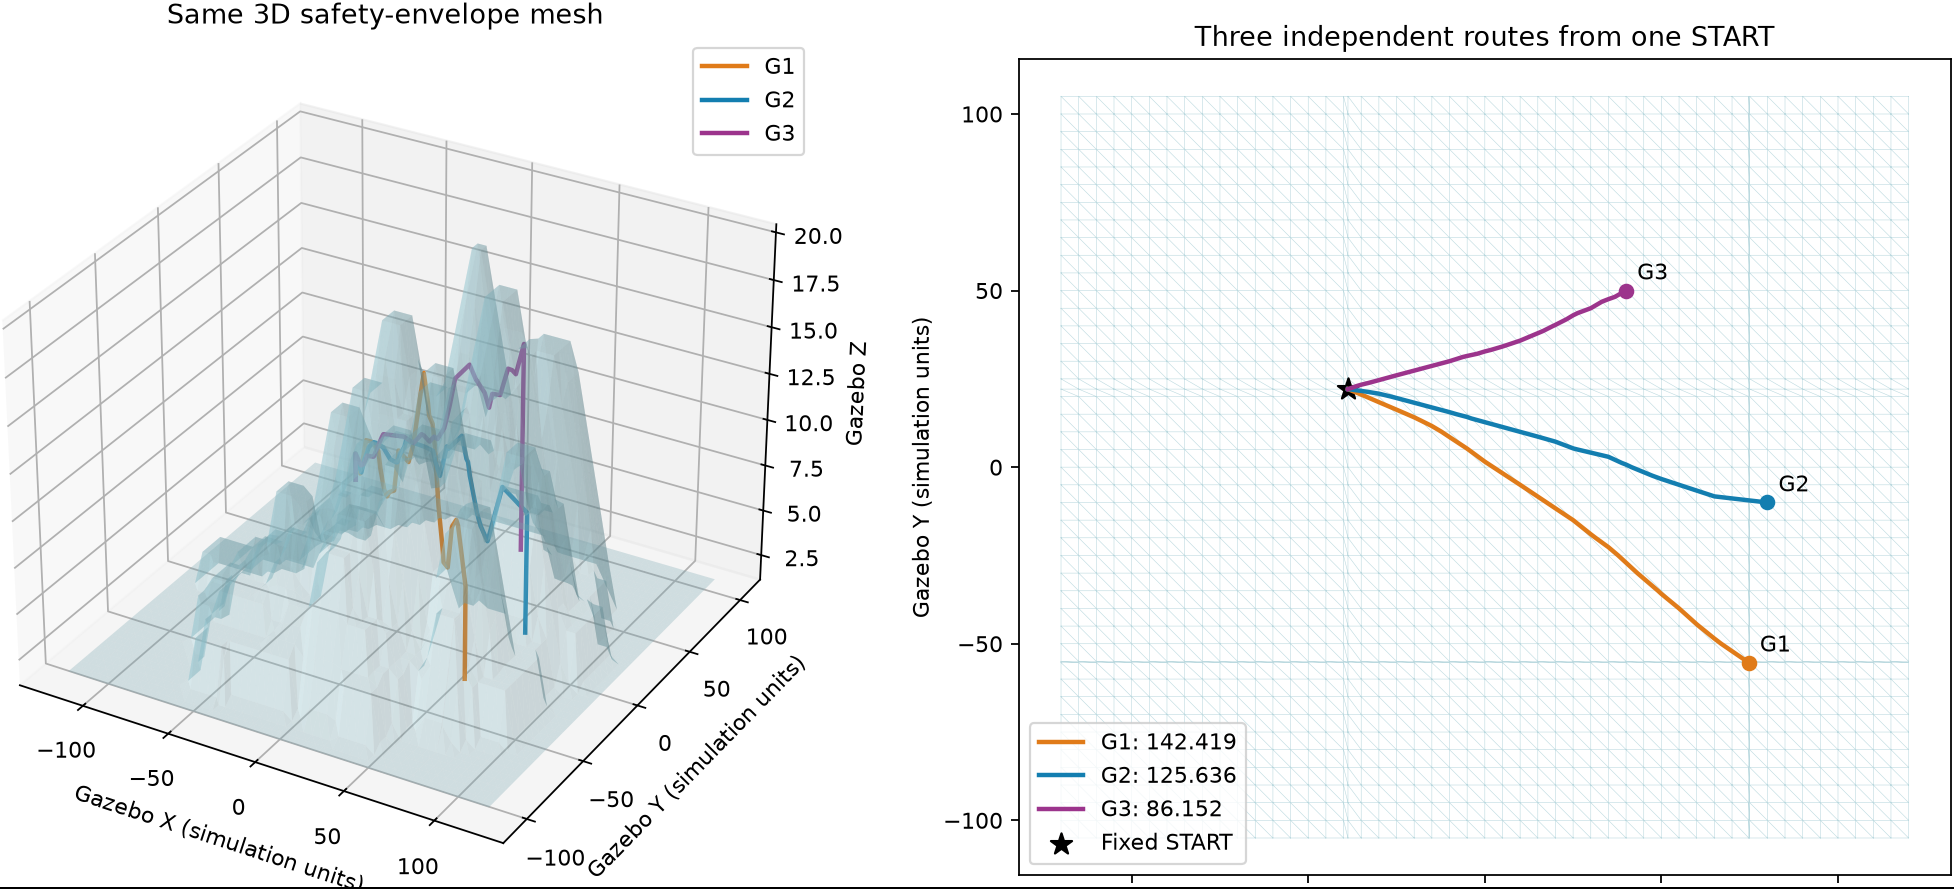 Same 3D safety-envelope mesh
G1
G2
G3
20.0
17.5
15.0
12.5
10.0
7.5
5.0
2.5
Gazebo Z
100
50
0
−50
−100
Gazebo Y (simulation units)
−100
−50
0
50
100
Gazebo X (simulation units)
Three independent routes from one START
100
50
0
−50
−100
Gazebo Y (simulation units)
G3
G2
G1
G1: 142.419
G2: 125.636
G3: 86.152
Fixed START